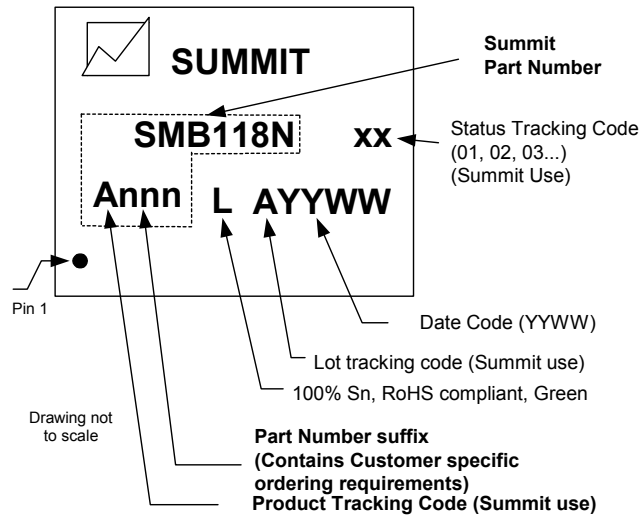 SUMMIT
Summit
Part Number
SMB118N xx
Status Tracking Code
(01, 02, 03...)
(Summit Use)
Annn L AYYWW
Pin 1
Date Code (YYWW)
Lot tracking code (Summit use)
100% Sn, RoHS compliant, Green
Drawing not
to scale
Part Number suffix
(Contains Customer specific
ordering requirements)
Product Tracking Code (Summit use)